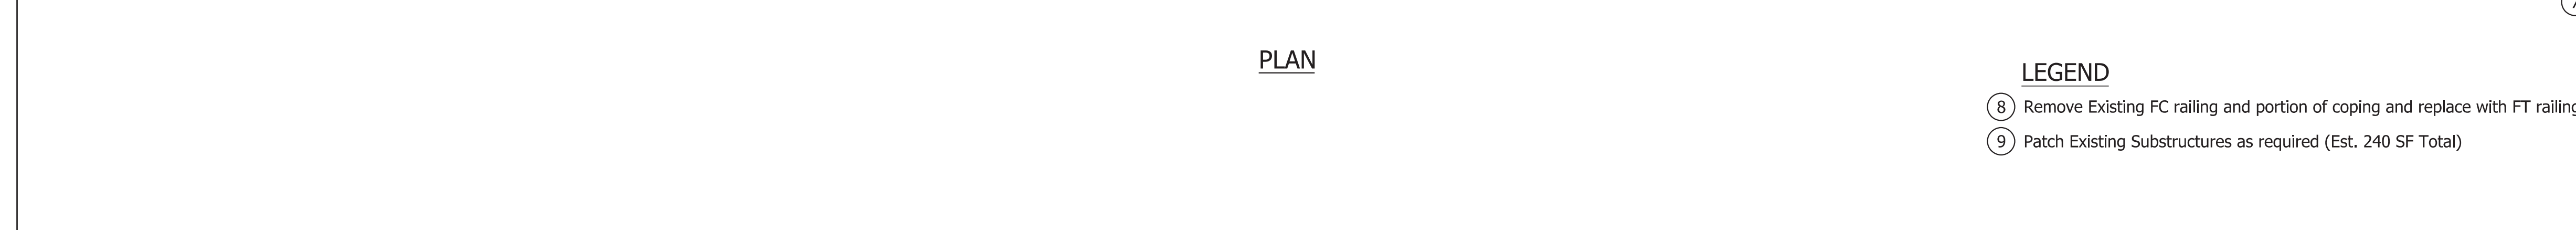 PLAN
LEGEND
8 Remove Existing FC railing and portion of coping and replace with FT railing
9 Patch Existing Substructures as required (Est. 240 SF Total)